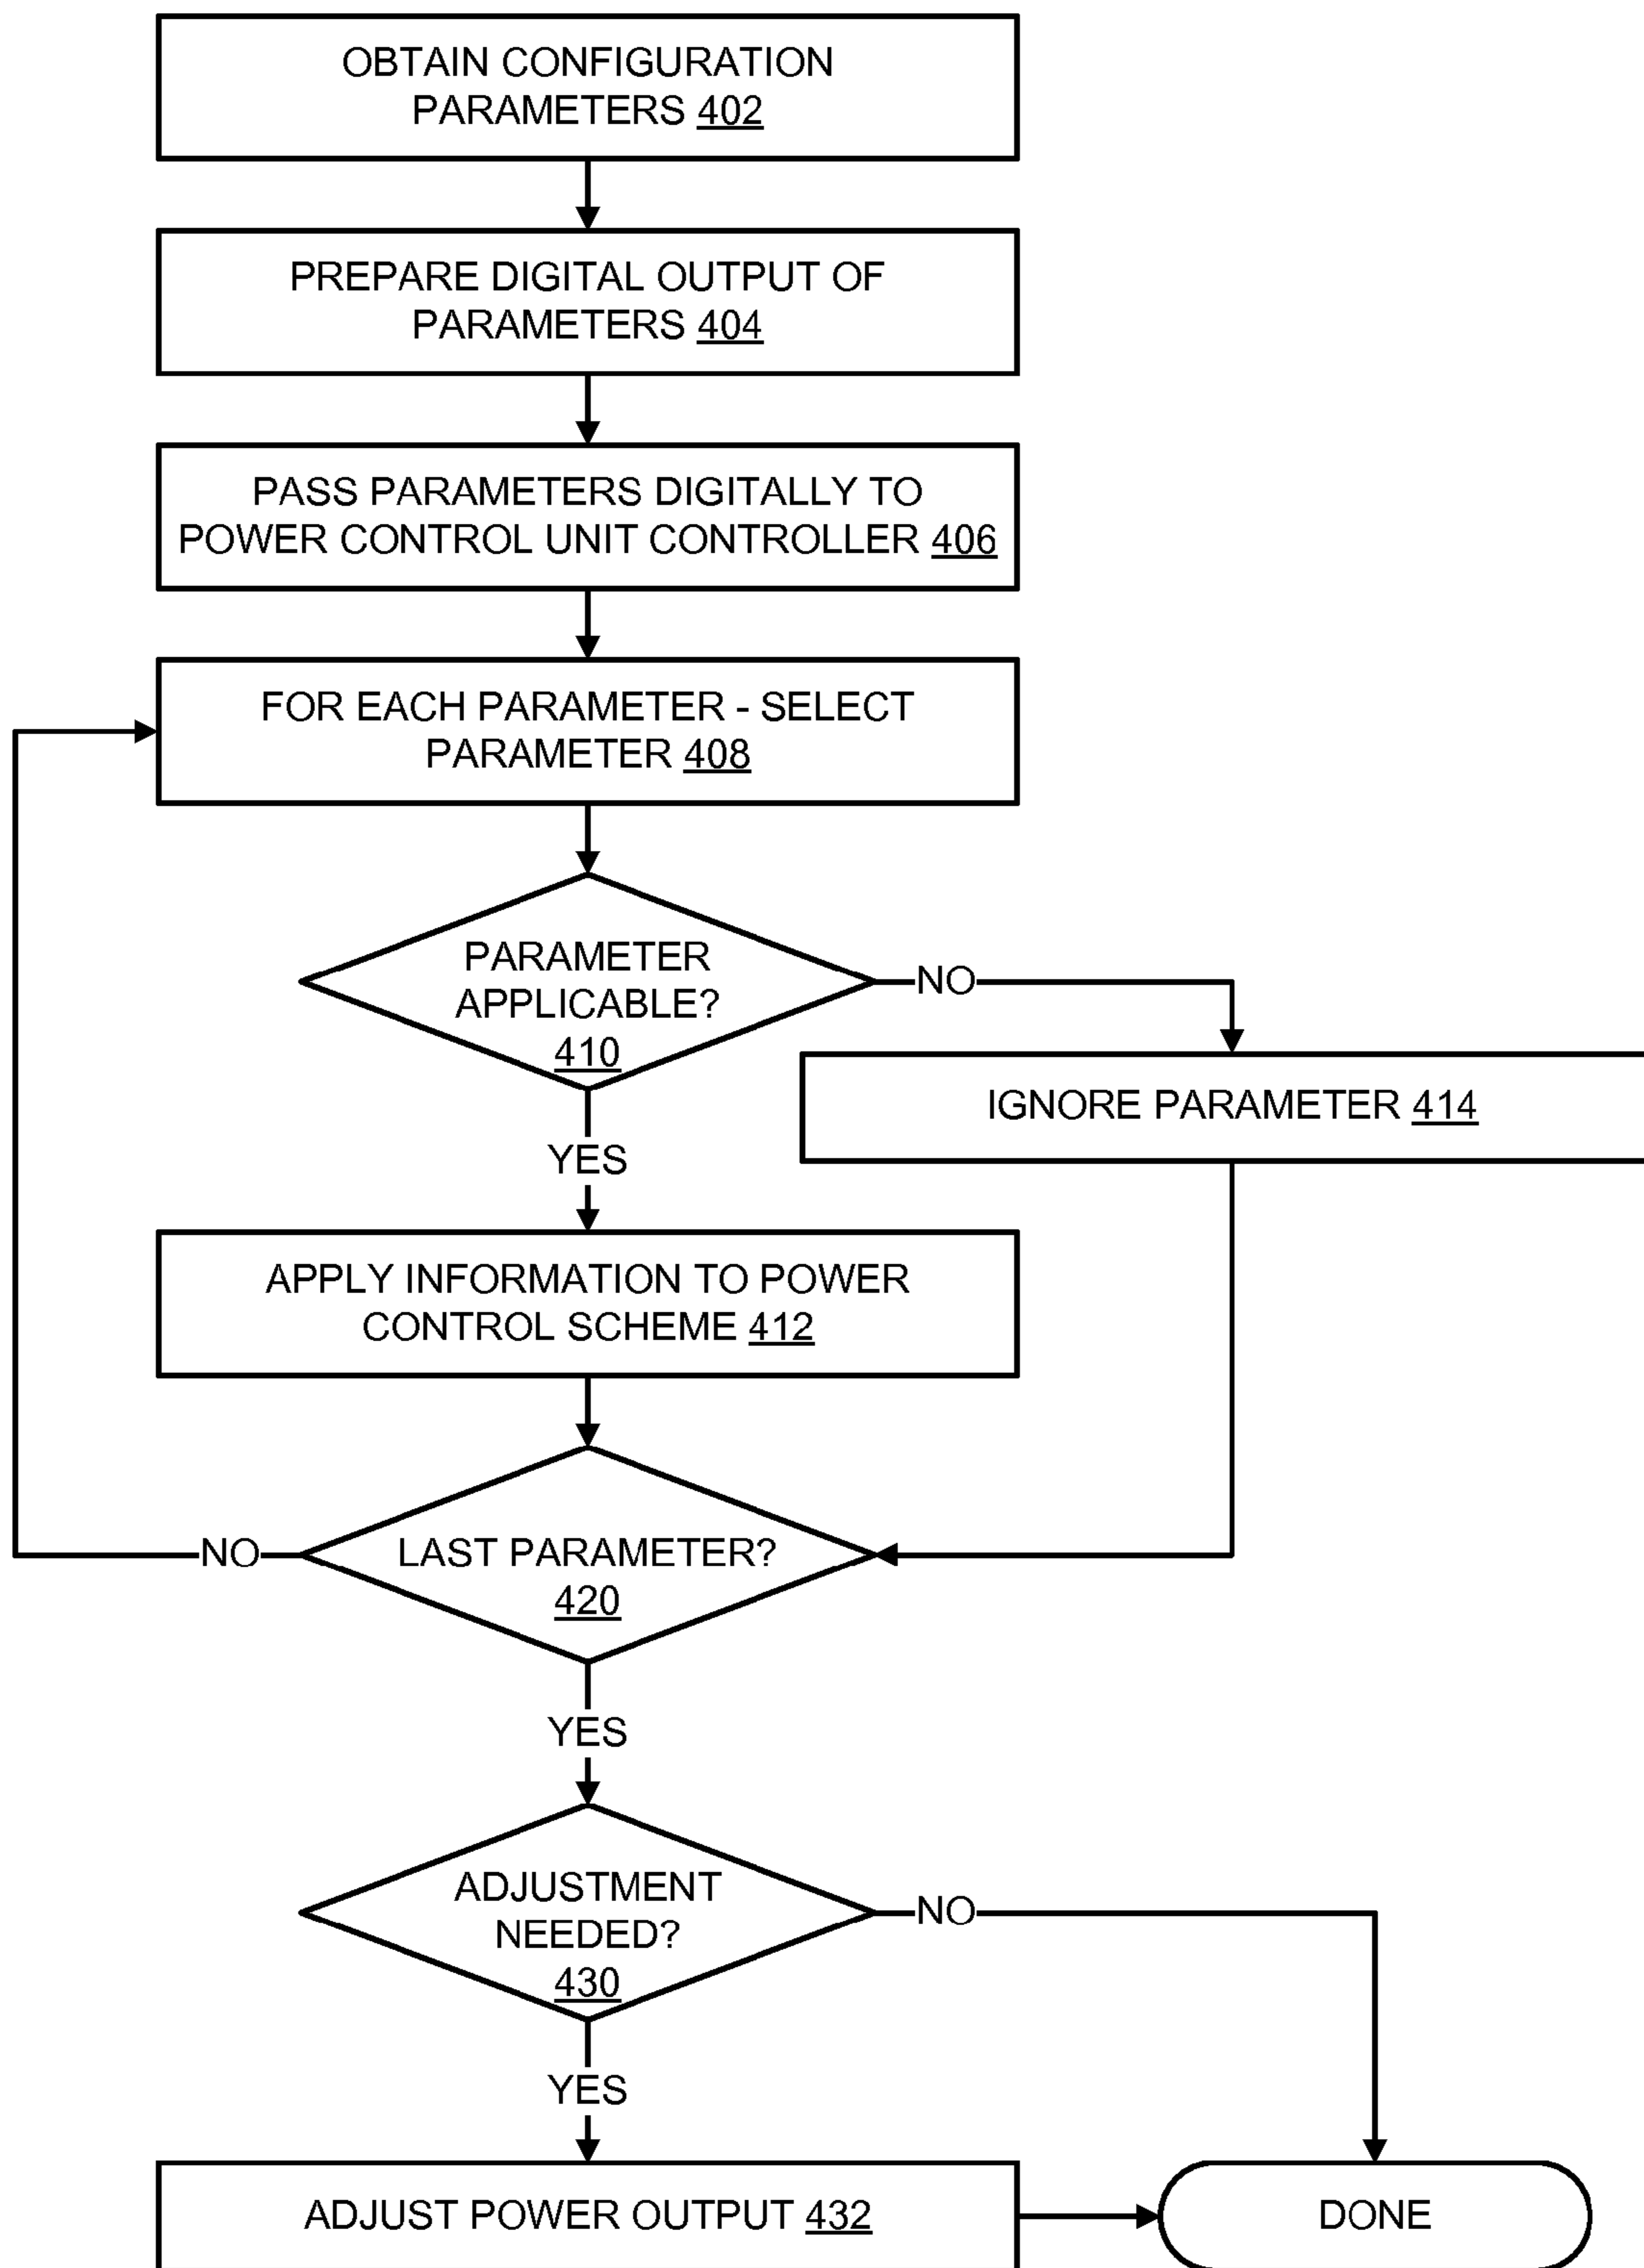 OBTAIN CONFIGURATION
PARAMETERS 402
PREPARE DIGITAL OUTPUT OF
PARAMETERS 404
PASS PARAMETERS DIGITALLY TO
POWER CONTROL UNIT CONTROLLER 406
FOR EACH PARAMETER - SELECT
PARAMETER 408
PARAMETER
APPLICABLE?
410
NO
IGNORE PARAMETER 414
YES
APPLY INFORMATION TO POWER
CONTROL SCHEME 412
NO
LAST PARAMETER?
420
YES
ADJUSTMENT
NEEDED?
430
NO
YES
ADJUST POWER OUTPUT 432
DONE